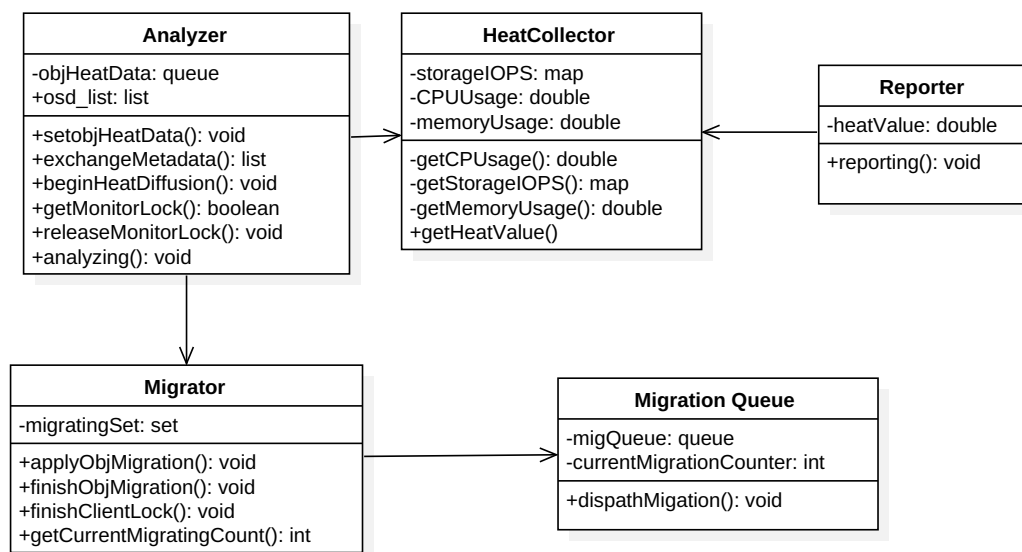 Analyzer
-objHeatData: queue
+osd_list: list
+setobjHeatData(): void
+exchangeMetadata(): list
+beginHeatDiffusion(): void
+getMonitorLock(): boolean
+releaseMonitorLock(): void
+analyzing(): void
HeatCollector
-storageIOPS: map
-CPUUsage: double
-memoryUsage: double
-getCPUsage(): double
-getStorageIOPS(): map
-getMemoryUsage(): double
+getHeatValue()
Reporter
-heatValue: double
+reporting(): void
Migrator
-migratingSet: set
+applyObjMigration(): void
+finishObjMigration(): void
+finishClientLock(): void
+getCurrentMigratingCount(): int
Migration Queue
-migQueue: queue
-currentMigrationCounter: int
+dispathMigation(): void